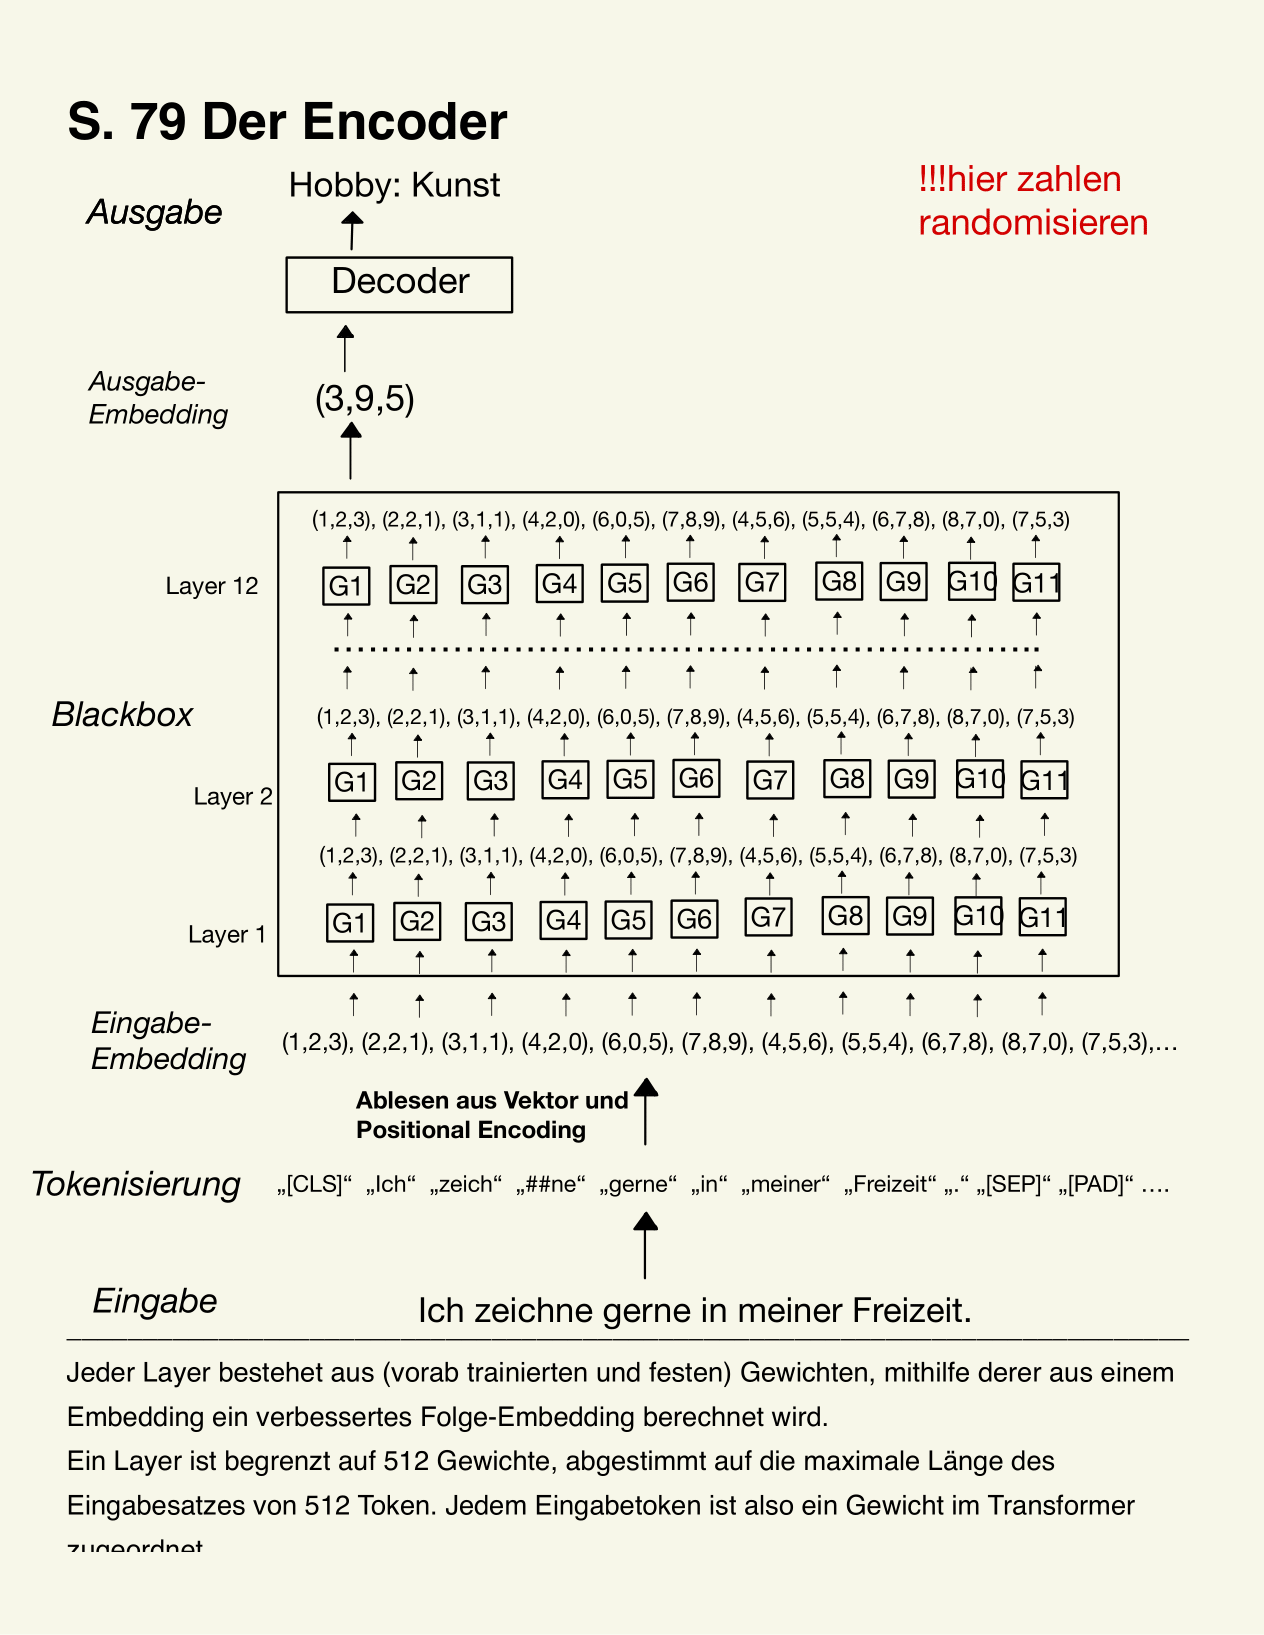 S. 79 Der Encoder
Hobby: Kunst
!!!hier zahlen
randomisieren
Ausgabe
Decoder
Ausgabe-
Embedding
(3,9,5)
(1,2,3), (2,2,1), (3,1,1), (4,2,0), (6,0,5), (7,8,9), (4,5,6), (5,5,4), (6,7,8), (8,7,0), (7,5,3)
Layer 12
G1 G2 G3 G4 G5 G6 G7 G8 G9 G10 G11
Blackbox
(1,2,3), (2,2,1), (3,1,1), (4,2,0), (6,0,5), (7,8,9), (4,5,6), (5,5,4), (6,7,8), (8,7,0), (7,5,3)
G1 G2 G3 G4 G5 G6 G7 G8 G9 G10 G11
Layer 2
(1,2,3), (2,2,1), (3,1,1), (4,2,0), (6,0,5), (7,8,9), (4,5,6), (5,5,4), (6,7,8), (8,7,0), (7,5,3)
G1 G2 G3 G4 G5 G6 G7 G8 G9 G10 G11
Layer 1
Eingabe-
Embedding
(1,2,3), (2,2,1), (3,1,1), (4,2,0), (6,0,5), (7,8,9), (4,5,6), (5,5,4), (6,7,8), (8,7,0), (7,5,3),…
Ablesen aus Vektor und
Positional Encoding
Tokenisierung
„[CLS]“ „Ich“ „zeich“ „##ne“ „gerne“ „in“ „meiner“ „Freizeit“ „.“ „[SEP]“ „[PAD]“ ….
Eingabe
Ich zeichne gerne in meiner Freizeit.
Jeder Layer bestehet aus (vorab trainierten und festen) Gewichten, mithilfe derer aus einem
Embedding ein verbessertes Folge-Embedding berechnet wird.
Ein Layer ist begrenzt auf 512 Gewichte, abgestimmt auf die maximale Länge des
Eingabesatzes von 512 Token. Jedem Eingabetoken ist also ein Gewicht im Transformer
zugeordnet